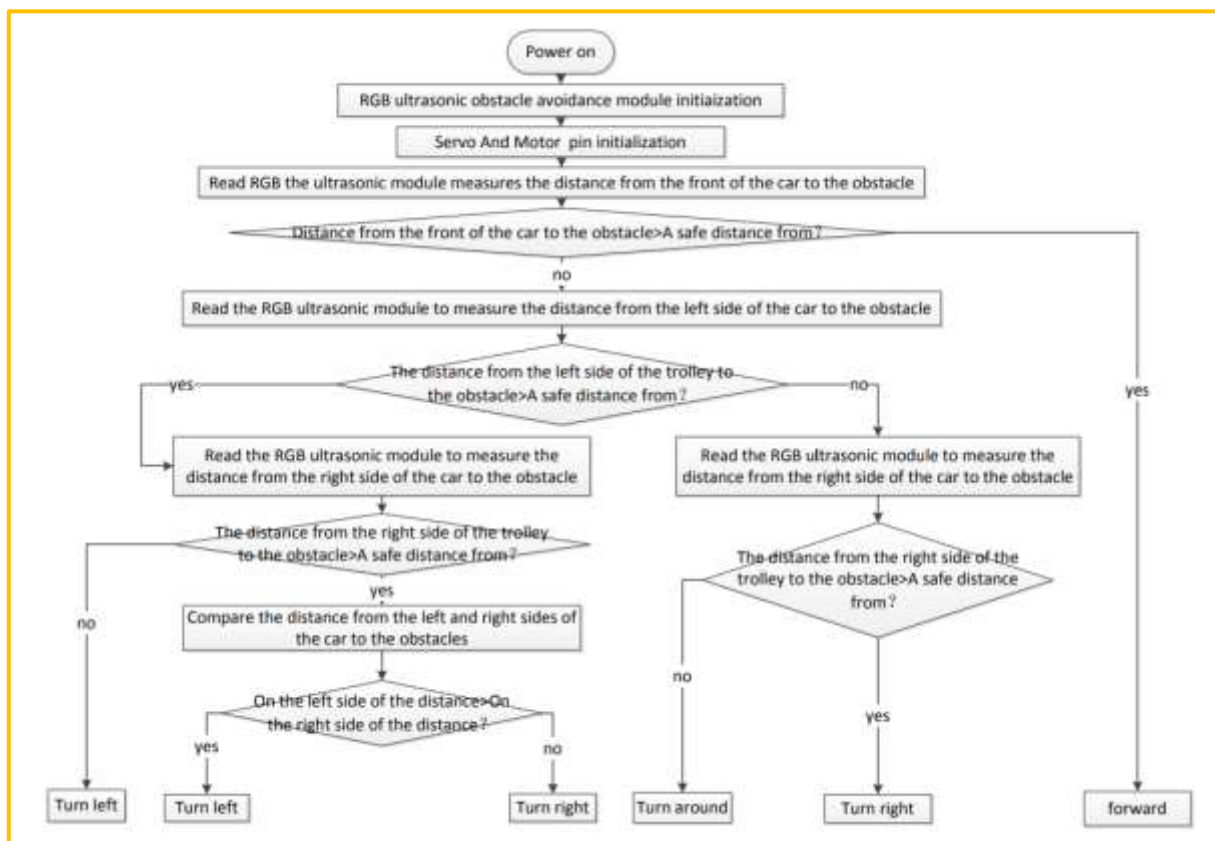 Power on
RGB ultrasonic obstacle avoidance module initiaization
Servo And Motor pin initialization
Read RGB the ultrasonic module measures the distance from the front of the car to the obstacle
Distance from the front of the car to the obstacle>A safe distance from?
no
Read the RGB ultrasonic module to measure the distance from the left side of the car to the obstacle
The distance from the left side of the trolley to
the obstacle>A safe distance from?
yes
no
yes
Read the RGB ultrasonic module to measure the
distance from the right side of the car to the obstacle
Read the RGB ultrasonic module to measure the
distance from the right side of the car to the obstacle
The distance from the right side of the trolley
to the obstacle>A safe distance from?
The distance from the right side of the
trolley to the obstacle>A safe distance
from?
yes
no
Compare the distance from the left and right sides of
the car to the obstacles
no
On the left side of the distance>On
the right side of the distance?
yes
no
yes
Turn left
Turn left
Turn right
Turn around
Turn right
forward